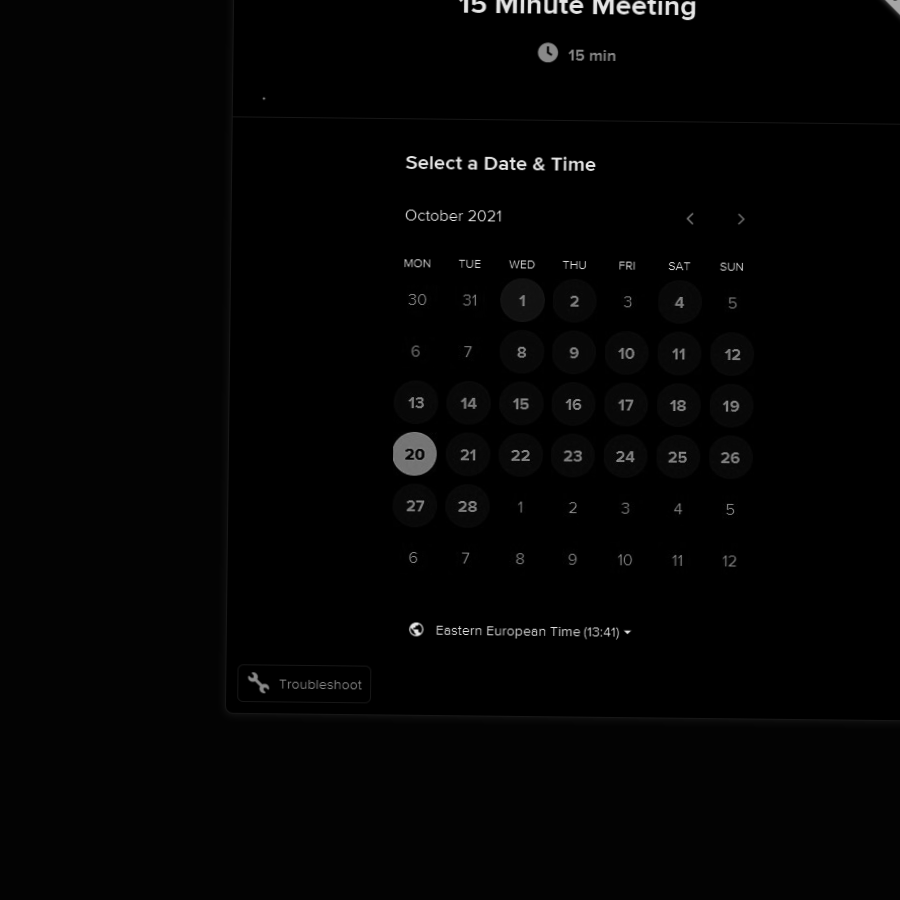 15 Minute Meeting
15 min
Select a Date & Time
October 2021
MON TUE WED THU FRI SAT SUN
30 31 1 2 3 4 5
6 7 8 9 10 11 12
13 14 15 16 17 18 19
20 21 22 23 24 25 26
27 28 1 2 3 4 5
6 7 8 9 10 11 12
Eastern European Time (13:41)
Troubleshoot